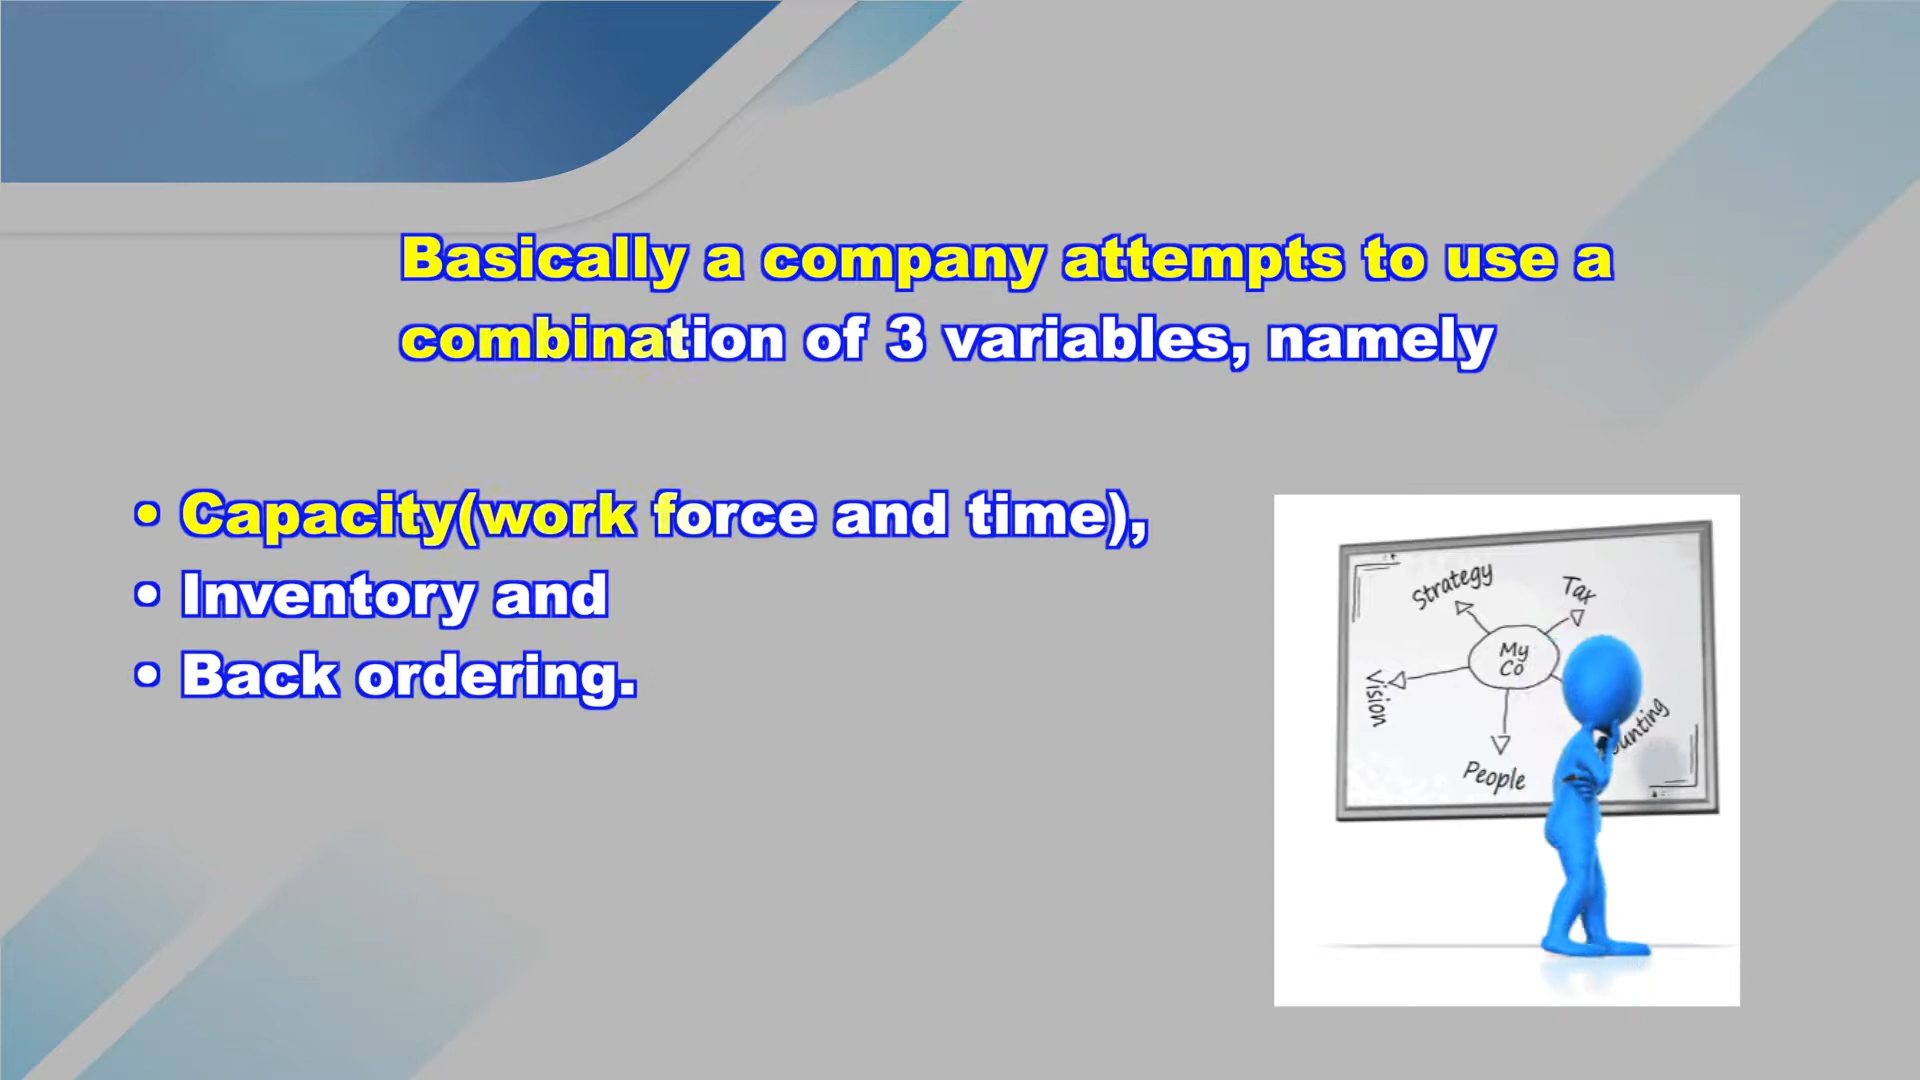 Basically a company attempts to use a
combination of 3 variables, namely
• Capacity(work force and time),
• Inventory and
• Back ordering.
Strategy
Tax
My
Co
Vision
People